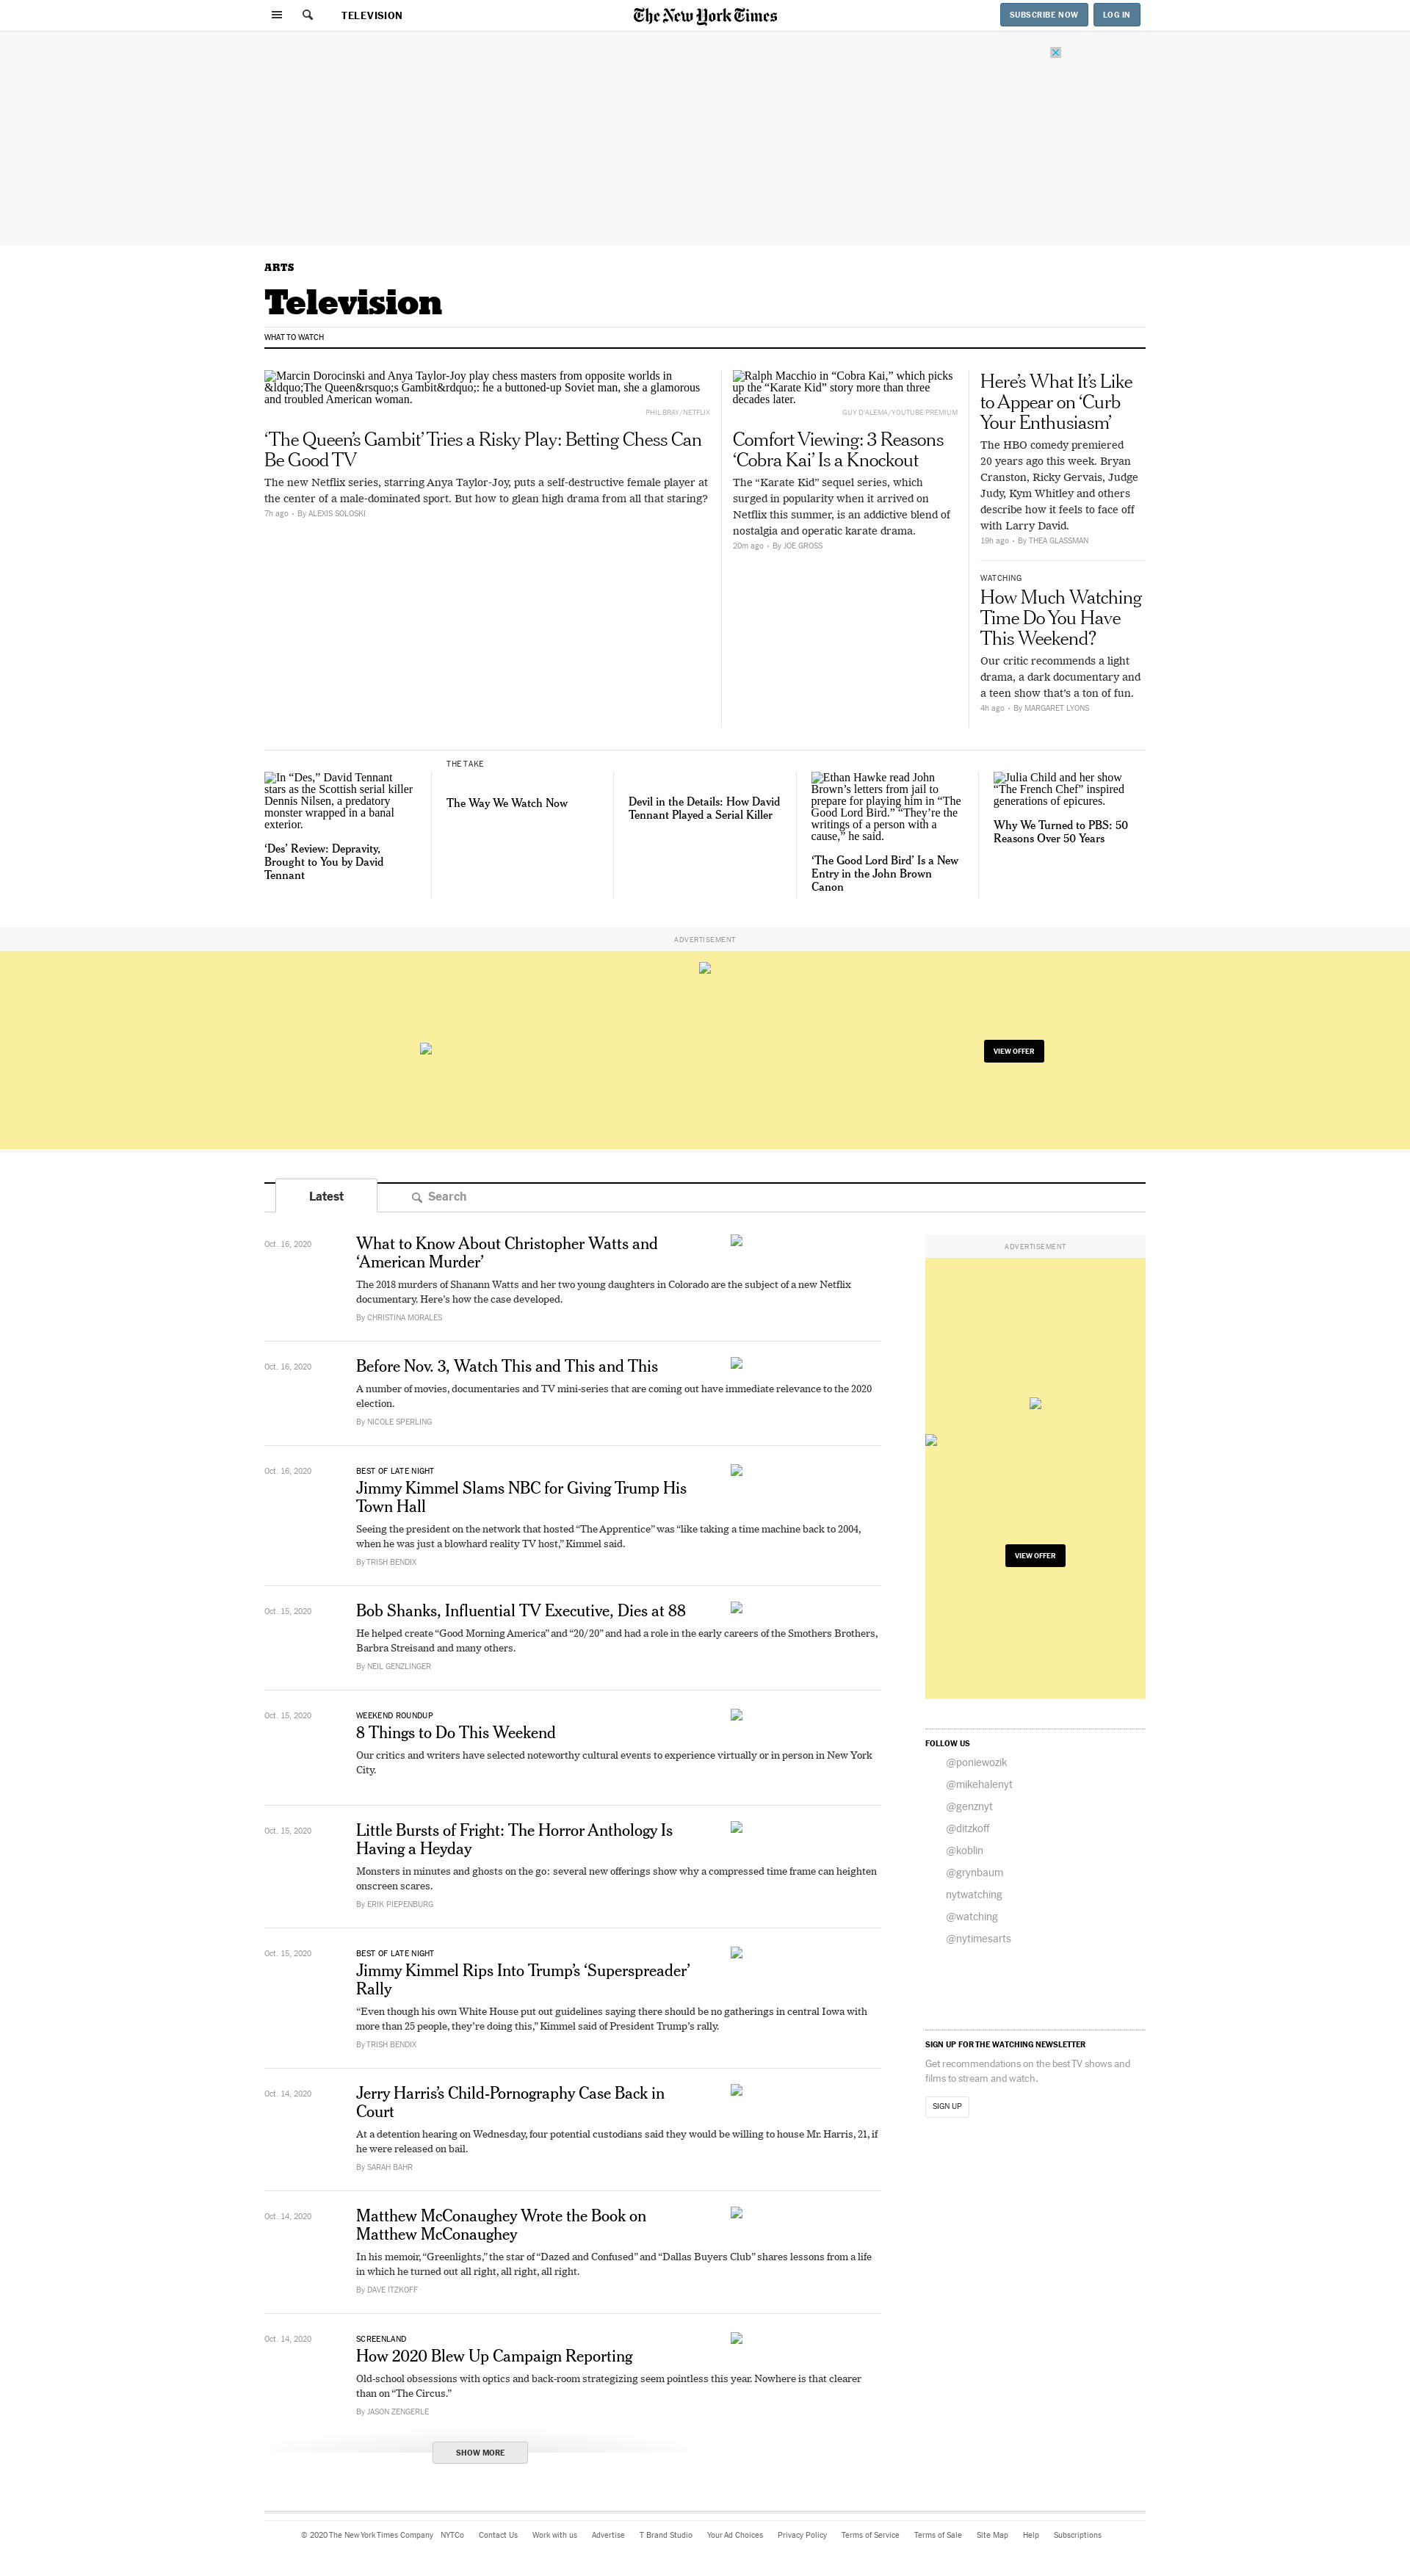 TELEVISION
The New York Times
SUBSCRIBE NOW
LOG IN
ARTS
Television
WHAT TO WATCH
Marcin Dorocinski and Anya Taylor-Joy play chess masters from opposite worlds in
&ldquo;The Queen&rsquo;s Gambit&rdquo;: he a buttoned-up Soviet man, she a glamorous
and troubled American woman.
PHIL BRAY/NETFLIX
‘The Queen’s Gambit’ Tries a Risky Play: Betting Chess Can
Be Good TV
The new Netflix series, starring Anya Taylor-Joy, puts a self-destructive female player at
the center of a male-dominated sport. But how to glean high drama from all that staring?
7h ago • By ALEXIS SOLOSKI
Ralph Macchio in “Cobra Kai,” which picks
up the “Karate Kid” story more than three
decades later.
GUY D'ALEMA/YOUTUBE PREMIUM
Comfort Viewing: 3 Reasons
‘Cobra Kai’ Is a Knockout
The “Karate Kid” sequel series, which
surged in popularity when it arrived on
Netflix this summer, is an addictive blend of
nostalgia and operatic karate drama.
20m ago • By JOE GROSS
Here’s What It’s Like
to Appear on ‘Curb
Your Enthusiasm’
The HBO comedy premiered
20 years ago this week. Bryan
Cranston, Ricky Gervais, Judge
Judy, Kym Whitley and others
describe how it feels to face off
with Larry David.
19h ago • By THEA GLASSMAN
WATCHING
How Much Watching
Time Do You Have
This Weekend?
Our critic recommends a light
drama, a dark documentary and
a teen show that’s a ton of fun.
4h ago • By MARGARET LYONS
In “Des,” David Tennant
stars as the Scottish serial killer
Dennis Nilsen, a predatory
monster wrapped in a banal
exterior.
‘Des’ Review: Depravity,
Brought to You by David
Tennant
THE TAKE
The Way We Watch Now
Devil in the Details: How David
Tennant Played a Serial Killer
Ethan Hawke read John
Brown’s letters from jail to
prepare for playing him in “The
Good Lord Bird.” “They’re the
writings of a person with a
cause,” he said.
‘The Good Lord Bird’ Is a New
Entry in the John Brown
Canon
Julia Child and her show
“The French Chef” inspired
generations of epicures.
Why We Turned to PBS: 50
Reasons Over 50 Years
ADVERTISEMENT
VIEW OFFER
Latest
Search
Oct. 16, 2020
What to Know About Christopher Watts and
‘American Murder’
The 2018 murders of Shanann Watts and her two young daughters in Colorado are the subject of a new Netflix
documentary. Here’s how the case developed.
By CHRISTINA MORALES
Oct. 16, 2020
Before Nov. 3, Watch This and This and This
A number of movies, documentaries and TV mini-series that are coming out have immediate relevance to the 2020
election.
By NICOLE SPERLING
Oct. 16, 2020
BEST OF LATE NIGHT
Jimmy Kimmel Slams NBC for Giving Trump His
Town Hall
Seeing the president on the network that hosted “The Apprentice” was “like taking a time machine back to 2004,
when he was just a blowhard reality TV host,” Kimmel said.
By TRISH BENDIX
Oct. 15, 2020
Bob Shanks, Influential TV Executive, Dies at 88
He helped create “Good Morning America” and “20/20” and had a role in the early careers of the Smothers Brothers,
Barbra Streisand and many others.
By NEIL GENZLINGER
Oct. 15, 2020
WEEKEND ROUNDUP
8 Things to Do This Weekend
Our critics and writers have selected noteworthy cultural events to experience virtually or in person in New York
City.
Oct. 15, 2020
Little Bursts of Fright: The Horror Anthology Is
Having a Heyday
Monsters in minutes and ghosts on the go: several new offerings show why a compressed time frame can heighten
onscreen scares.
By ERIK PIEPENBURG
Oct. 15, 2020
BEST OF LATE NIGHT
Jimmy Kimmel Rips Into Trump’s ‘Superspreader’
Rally
“Even though his own White House put out guidelines saying there should be no gatherings in central Iowa with
more than 25 people, they’re doing this,” Kimmel said of President Trump’s rally.
By TRISH BENDIX
Oct. 14, 2020
Jerry Harris’s Child-Pornography Case Back in
Court
At a detention hearing on Wednesday, four potential custodians said they would be willing to house Mr. Harris, 21, if
he were released on bail.
By SARAH BAHR
Oct. 14, 2020
Matthew McConaughey Wrote the Book on
Matthew McConaughey
In his memoir, “Greenlights,” the star of “Dazed and Confused” and “Dallas Buyers Club” shares lessons from a life
in which he turned out all right, all right, all right.
By DAVE ITZKOFF
Oct. 14, 2020
SCREENLAND
How 2020 Blew Up Campaign Reporting
Old-school obsessions with optics and back-room strategizing seem pointless this year. Nowhere is that clearer
than on “The Circus.”
By JASON ZENGERLE
SHOW MORE
ADVERTISEMENT
VIEW OFFER
FOLLOW US
@poniewozik
@mikehalenyt
@genznyt
@ditzkoff
@koblin
@grynbaum
nytwatching
@watching
@nytimesarts
SIGN UP FOR THE WATCHING NEWSLETTER
Get recommendations on the best TV shows and
films to stream and watch.
SIGN UP
© 2020 The New York Times Company NYTCo Contact Us Work with us Advertise T Brand Studio Your Ad Choices Privacy Policy Terms of Service Terms of Sale Site Map Help Subscriptions